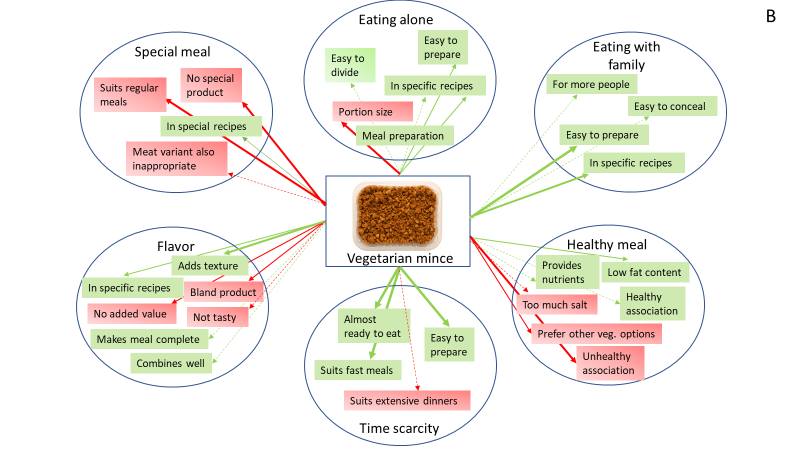 B
Special meal
Suits regular
meals
No special
product
In special recipes
Meat variant also
inappropriate
Eating alone
Easy to
divide
Easy to
prepare
In specific recipes
Portion size
Meal preparation
Eating with
family
For more people
Easy to conceal
Easy to prepare
In specific recipes
Vegetarian mince
Flavor
Adds texture
In specific recipes
Bland product
No added value
Not tasty
Makes meal complete
Combines well
Almost
ready to eat
Easy to
prepare
Suits fast meals
Suits extensive dinners
Time scarcity
Healthy meal
Provides
nutrients
Low fat content
Too much salt
Healthy
association
Prefer other veg. options
Unhealthy
association